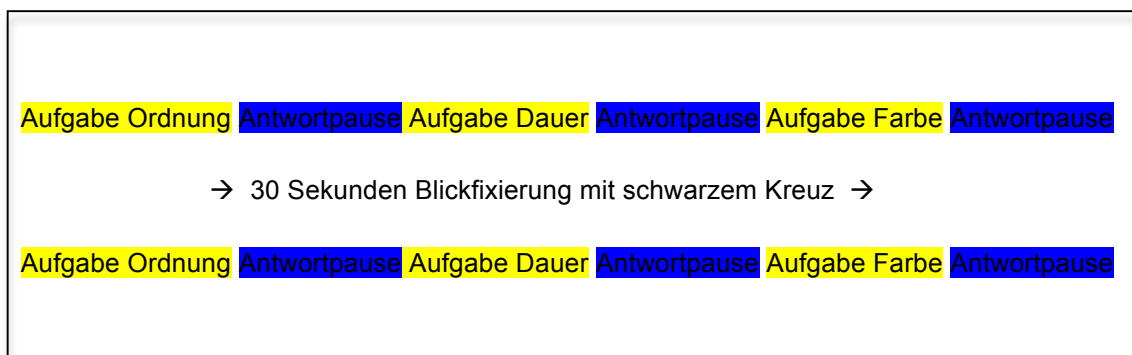 Aufgabe Ordnung Antwortpause Aufgabe Dauer Antwortpause Aufgabe Farbe Antwortpause
→ 30 Sekunden Blickfixierung mit schwarzem Kreuz →
Aufgabe Ordnung Antwortpause Aufgabe Dauer Antwortpause Aufgabe Farbe Antwortpause